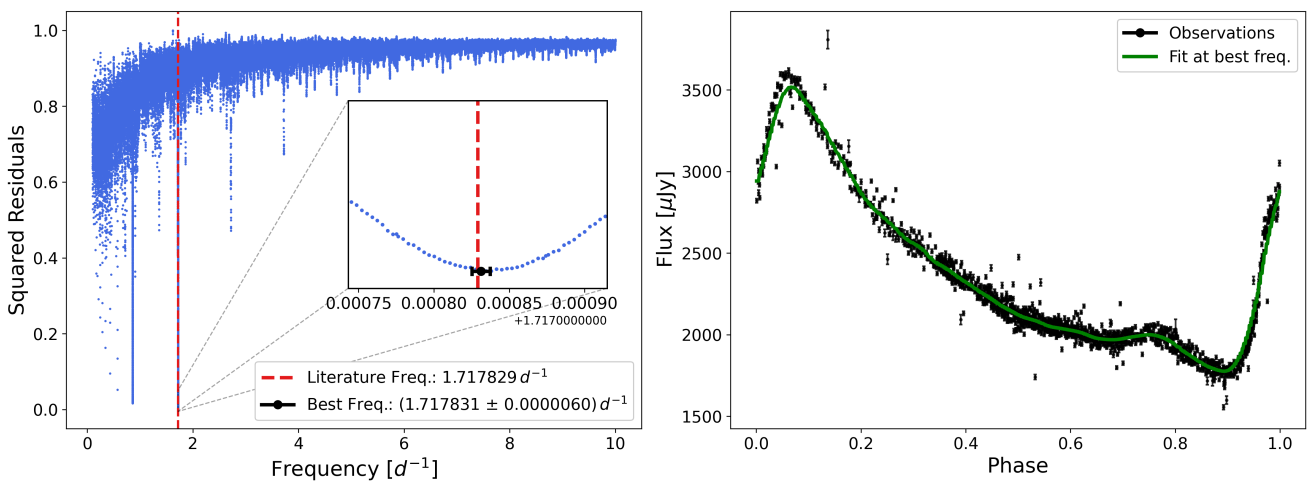 Squared Residuals
1.0
0.8
0.6
0.4
0.2
0.0
0.00075 0.00080 0.00085 0.00090
+1.7170000000
Literature Freq.: 1.717829 d⁻¹
Best Freq.: (1.717831 ± 0.0000060) d⁻¹
0 2 4 6 8 10
Frequency [d⁻¹]
Flux [μJy]
3500
3000
2500
2000
1500
Observations
Fit at best freq.
0.0 0.2 0.4 0.6 0.8 1.0
Phase